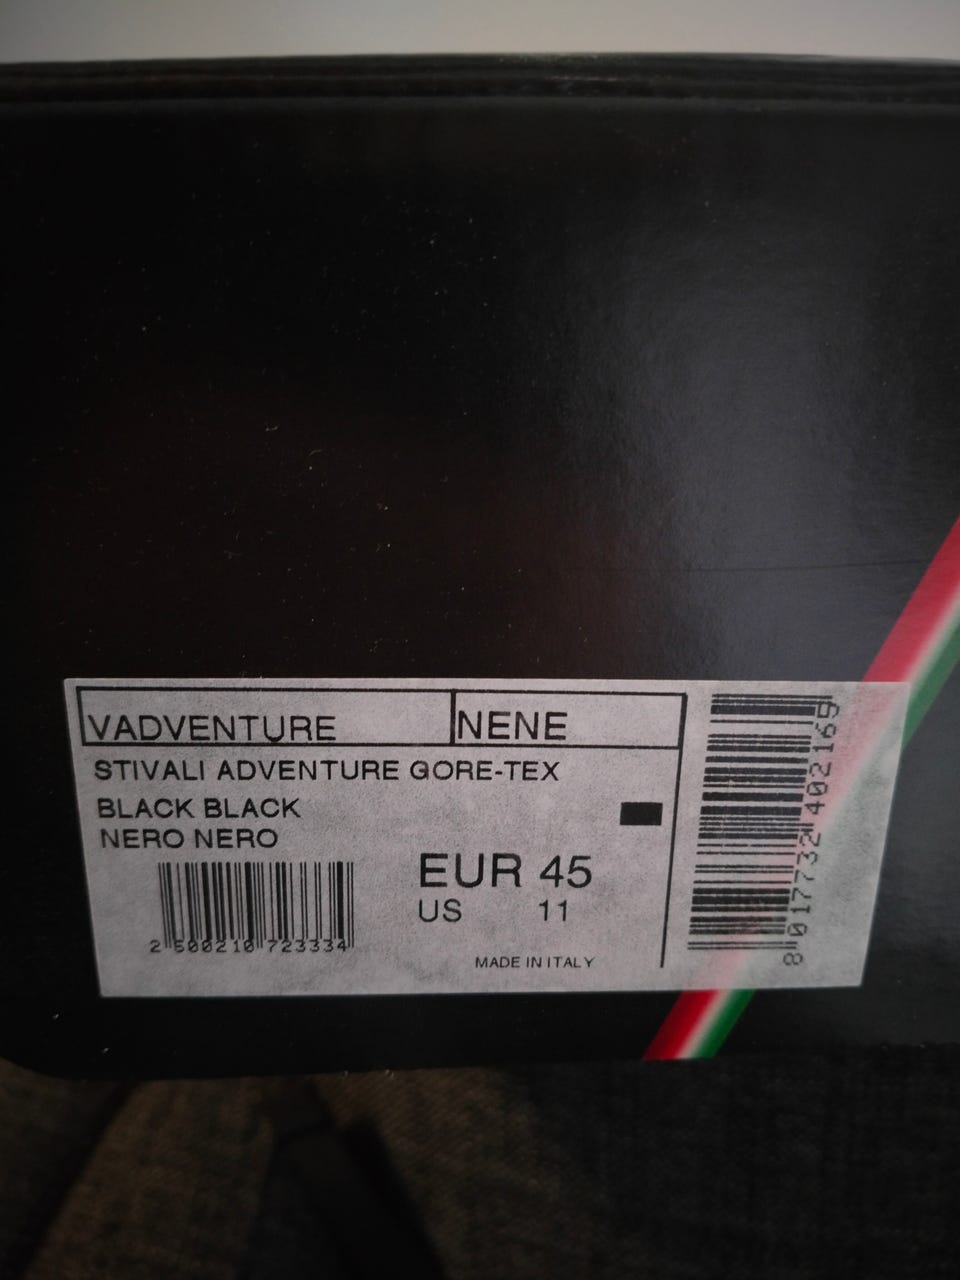 VADVENTURE NENE
STIVALI ADVENTURE GORE-TEX
BLACK BLACK
NERO NERO
EUR 45
US 11
2 500210 723334
MADE IN ITALY
8 017732 402169